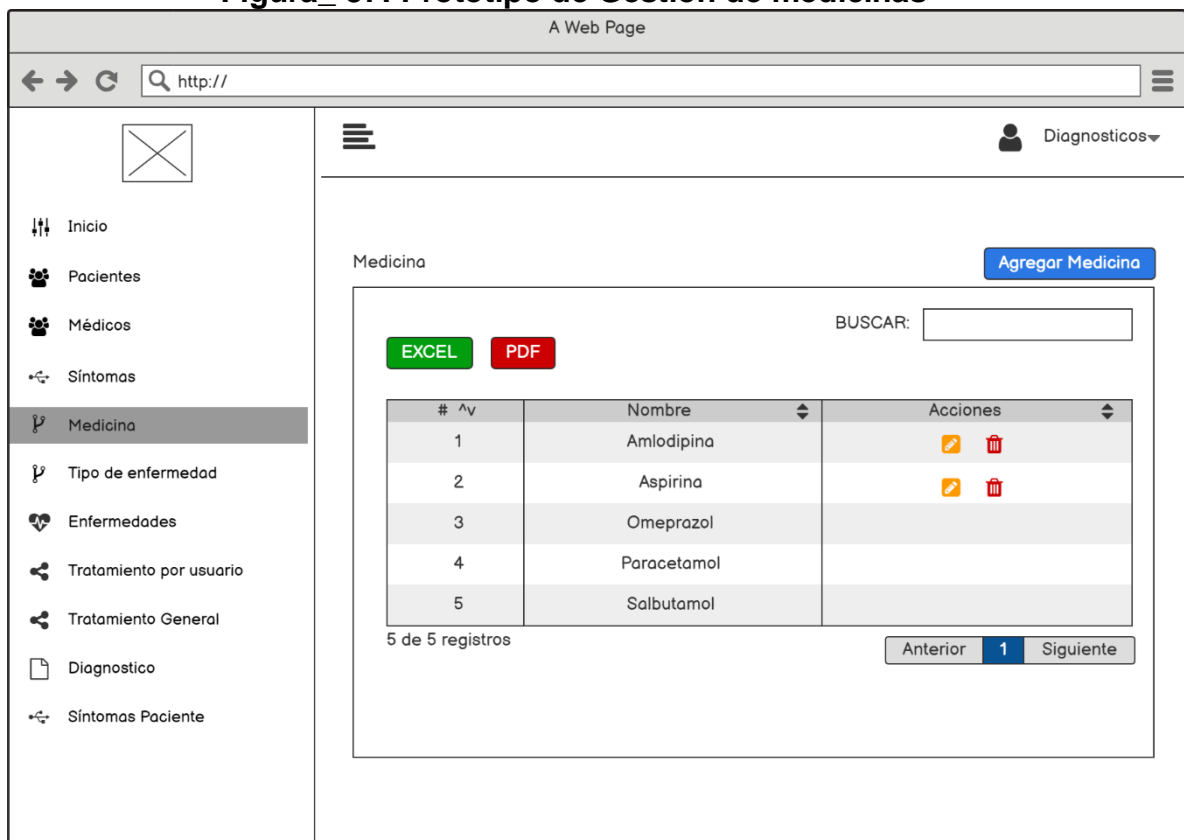 A Web Page
http://
Diagnosticos
Inicio
Pacientes
Médicos
Síntomas
Medicina
Tipo de enfermedad
Enfermedades
Tratamiento por usuario
Tratamiento General
Diagnostico
Síntomas Paciente
Medicina
Agregar Medicina
BUSCAR:
EXCEL PDF
# ^v Nombre Acciones
1 Amlodipina
2 Aspirina
3 Omeprazol
4 Paracetamol
5 Salbutamol
5 de 5 registros
Anterior 1 Siguiente